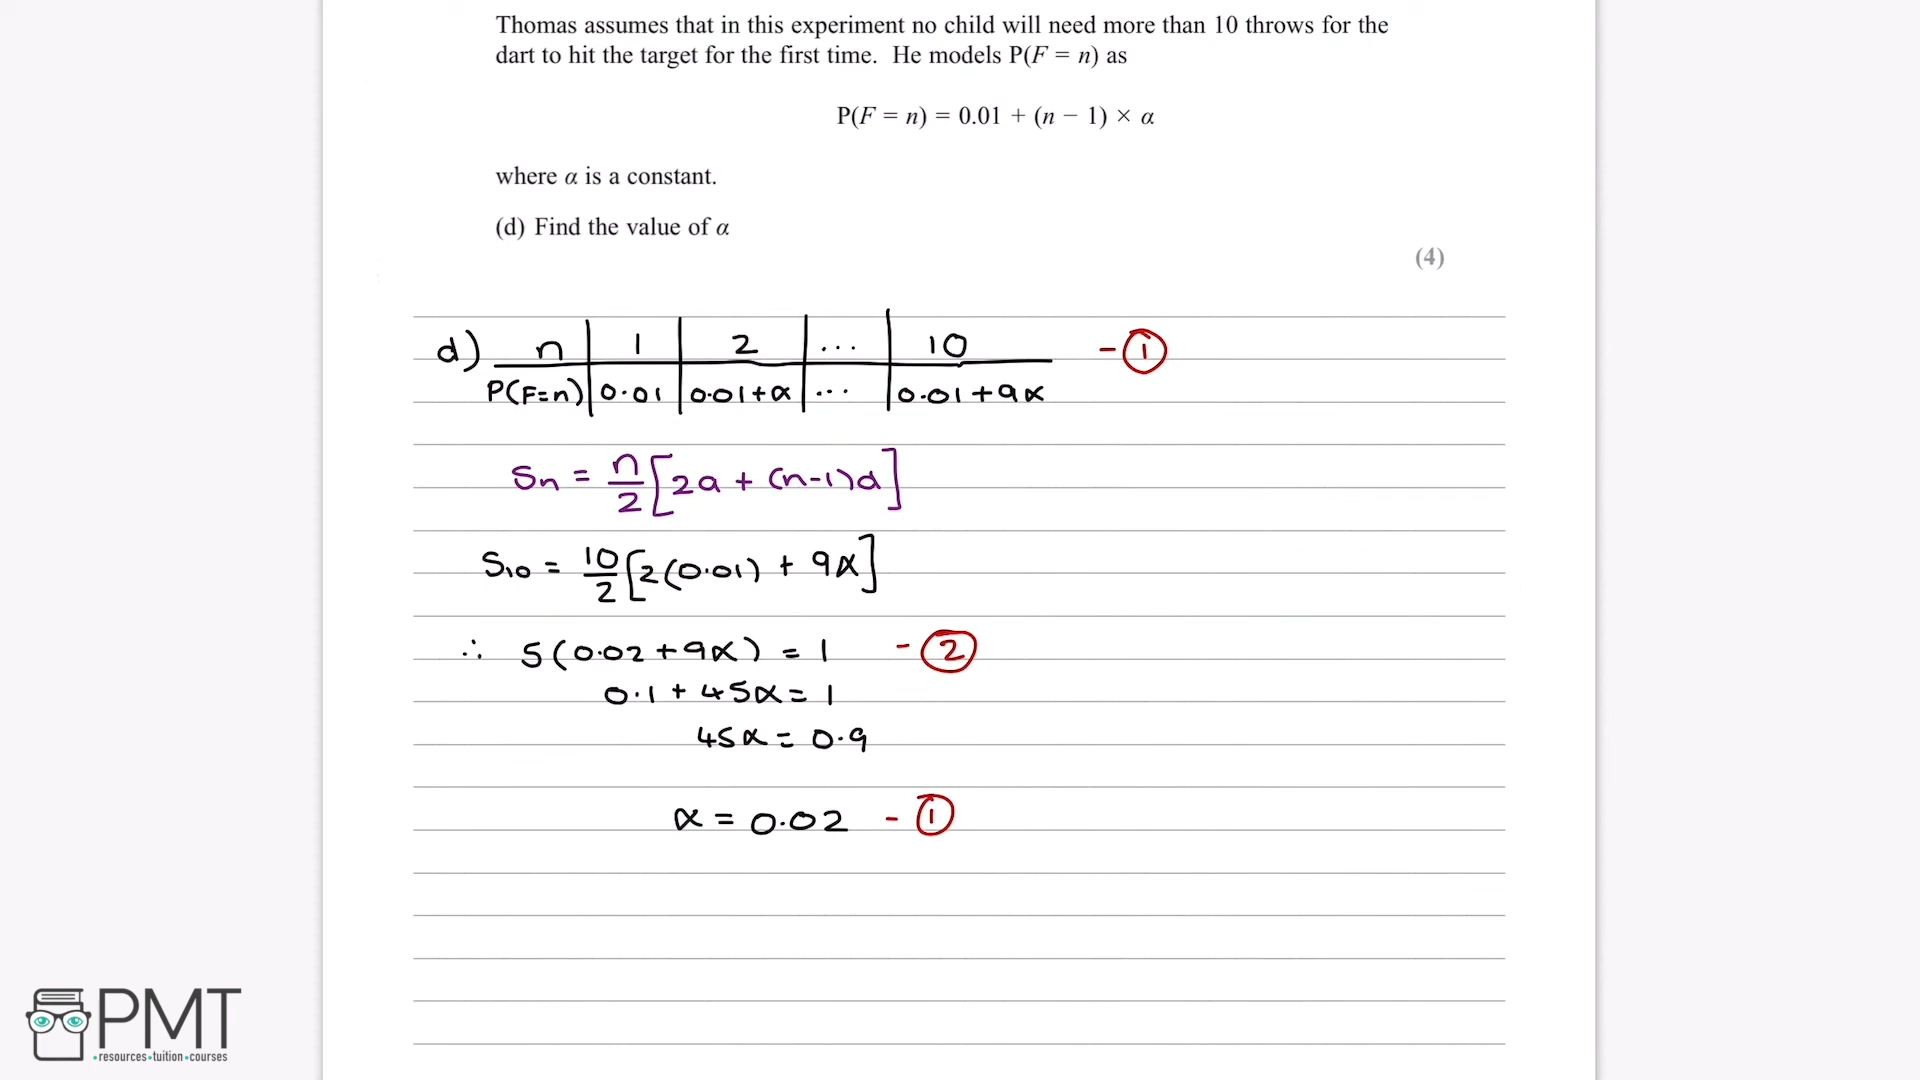 Thomas assumes that in this experiment no child will need more than 10 throws for the
dart to hit the target for the first time. He models P(F = n) as
P(F = n) = 0.01 + (n − 1) × α
where α is a constant.
(d) Find the value of α
(4)
d) n 1 2 ... 10 - ①
P(F=n) 0.01 0.01+α ... 0.01+9α
Sn = n/2 [2a + (n-1)d]
S10 = 10/2 [2(0.01) + 9α]
∴ 5(0.02+9α) = 1 - ②
0.1 + 45α = 1
45α = 0.9
α = 0.02 - ①
PMT
•resources•tuition•courses